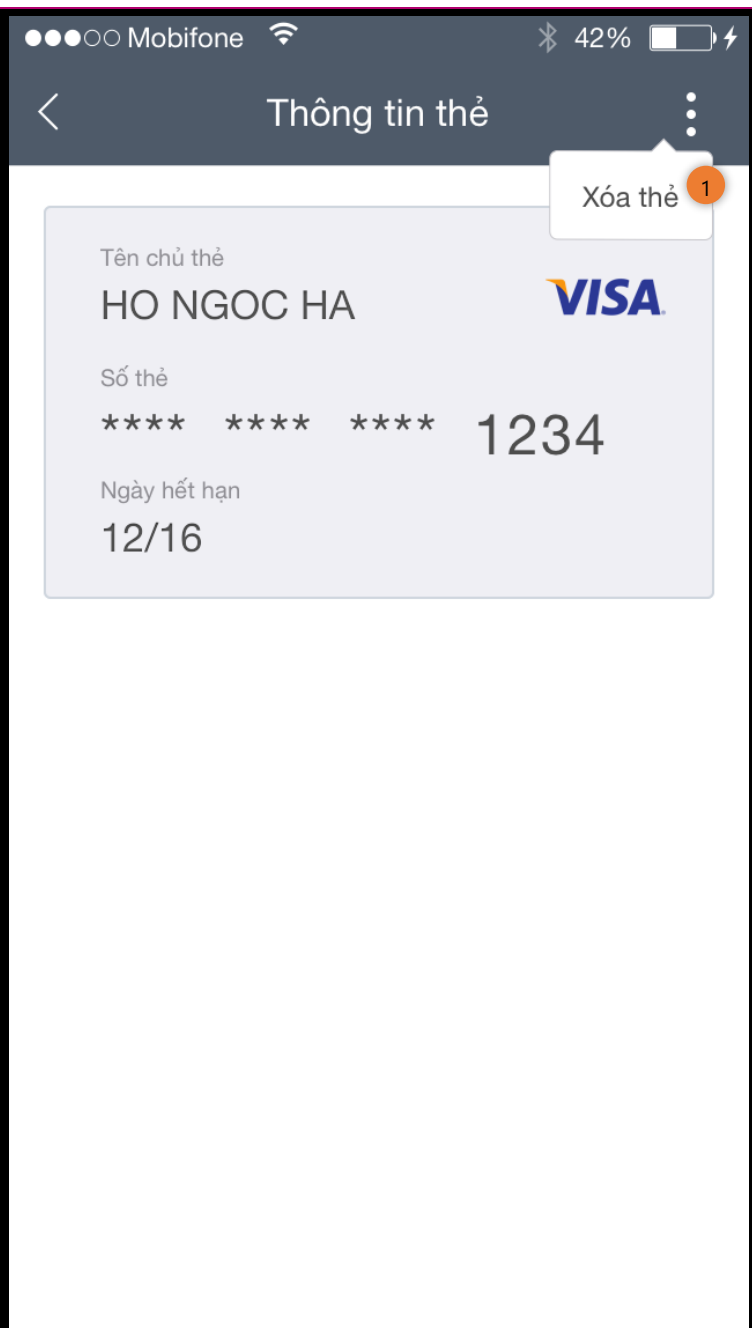 Mobifone 42%
Thông tin thẻ
Xóa thẻ 1
Tên chủ thẻ
HO NGOC HA
VISA
Số thẻ
**** **** **** 1234
Ngày hết hạn
12/16